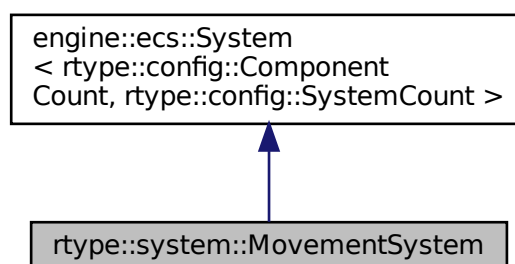 engine::ecs::System
< rtype::config::Component
Count, rtype::config::SystemCount >
rtype::system::MovementSystem